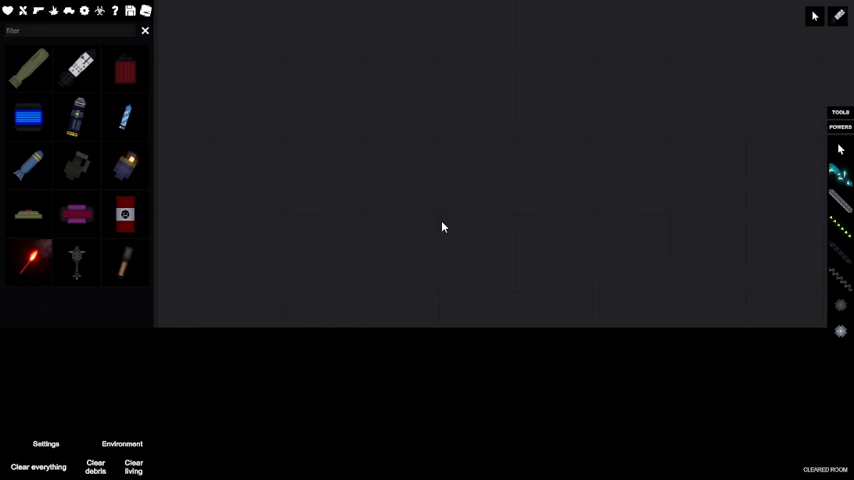 filter
TOOLS
POWERS
Settings
Environment
Clear everything
Clear
debris
Clear
living
CLEARED ROOM